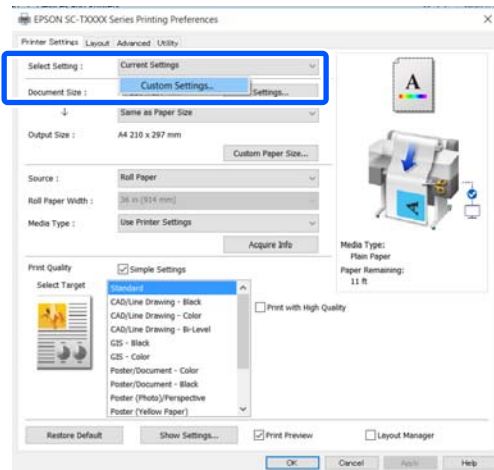 EPSON SC-TXXXX Series Printing Preferences
Printer Settings Layout Advanced Utility
Select Setting : Current Settings
Custom Settings..
Document Size : Settings...
Same as Paper Size
Output Size : A4 210 x 297 mm
Custom Paper Size...
Source : Roll Paper
Roll Paper Width : 36 in (914 mm)
Media Type : Use Printer Settings
Acquire Info
A
Media Type:
Plain Paper
Paper Remaining:
11 ft
Print Quality Simple Settings
Select Target
Standard
CAD/Line Drawing - Black
CAD/Line Drawing - Color
CAD/Line Drawing - Bi-Level
GIS - Black
GIS - Color
Poster/Document - Color
Poster/Document - Black
Poster (Photo)/Perspective
Poster (Yellow Paper)
Print with High Quality
Restore Default Show Settings... Print Preview Layout Manager
OK Cancel Apply Help